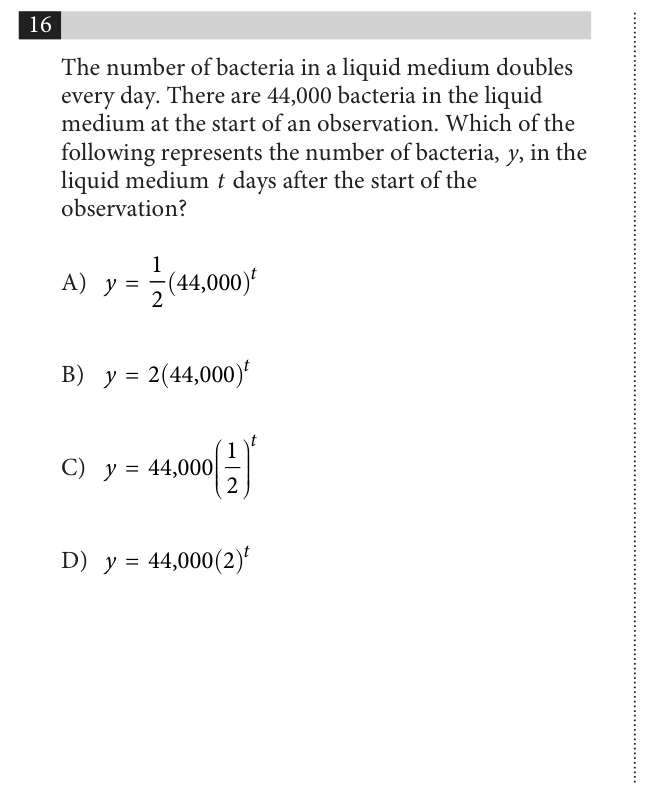 16
The number of bacteria in a liquid medium doubles
every day. There are 44,000 bacteria in the liquid
medium at the start of an observation. Which of the
following represents the number of bacteria, y, in the
liquid medium t days after the start of the
observation?
A) y = 1/2(44,000)^t
B) y = 2(44,000)^t
C) y = 44,000(1/2)^t
D) y = 44,000(2)^t